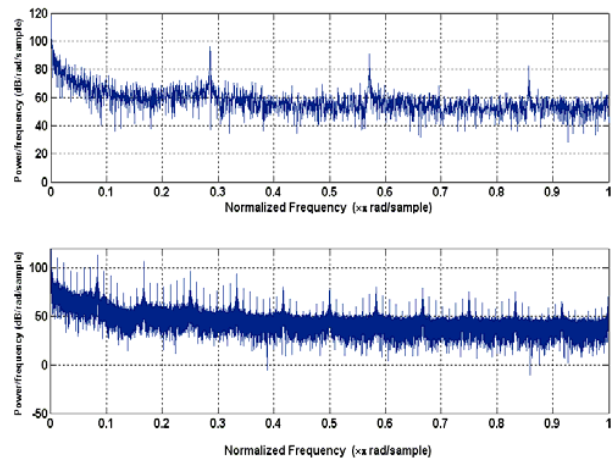 120
100
80
60
40
20
0
Power/frequency (dB/rad/sample)
0 0.1 0.2 0.3 0.4 0.5 0.6 0.7 0.8 0.9 1
Normalized Frequency (×π rad/sample)
100
50
0
-50
Power/frequency (dB/rad/sample)
0 0.1 0.2 0.3 0.4 0.5 0.6 0.7 0.8 0.9 1
Normalized Frequency (×π rad/sample)